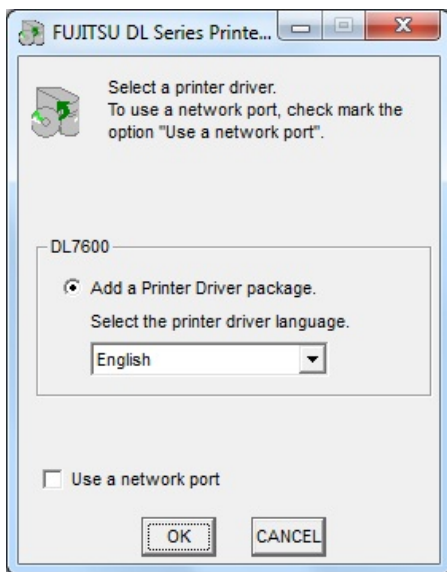 FUJITSU DL Series Printe...
Select a printer driver.
To use a network port, check mark the
option "Use a network port".
DL7600
Add a Printer Driver package.
Select the printer driver language.
English
Use a network port
OK
CANCEL